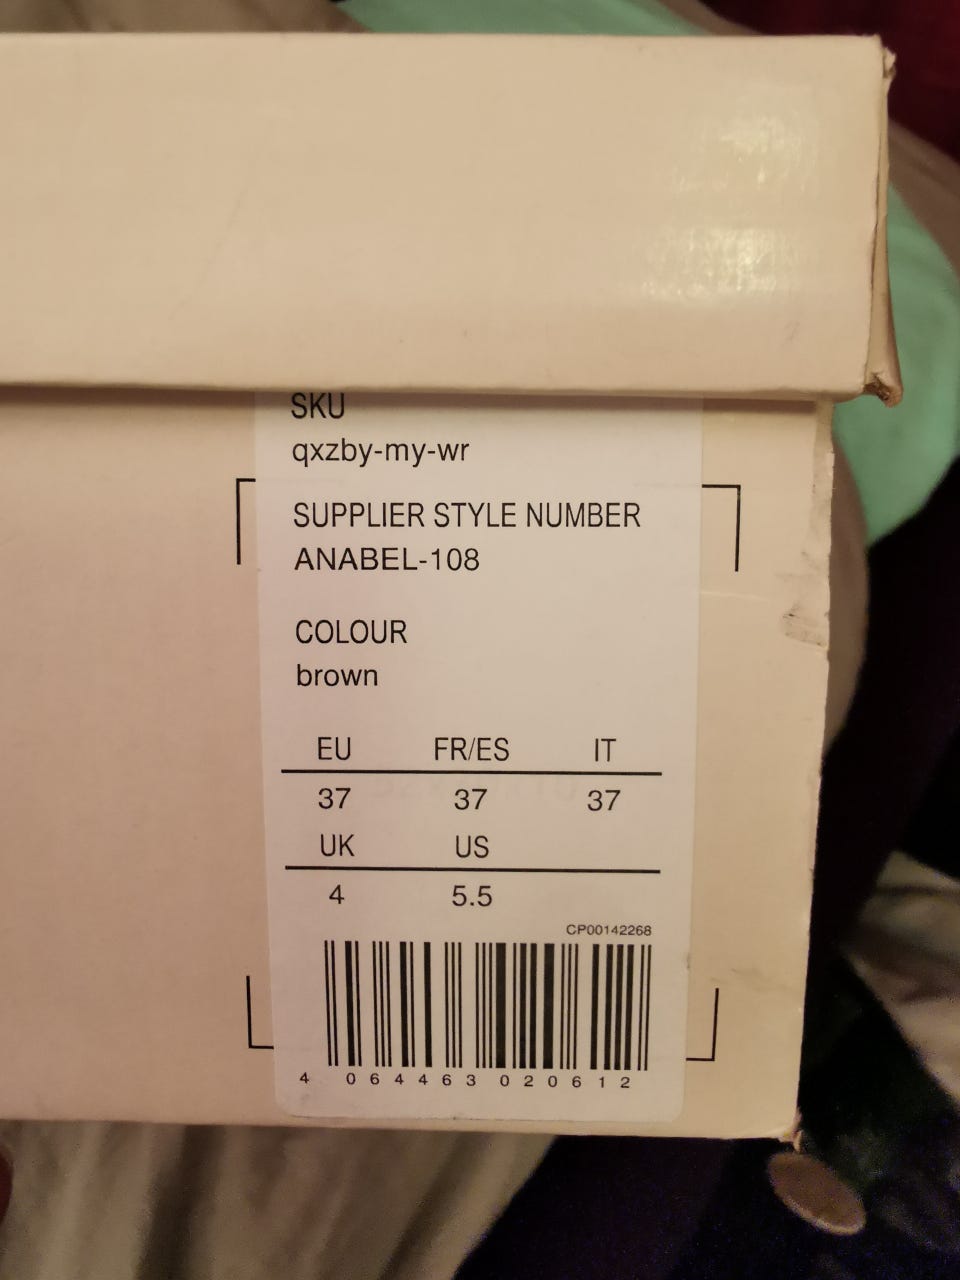 SKU
qxzby-my-wr
SUPPLIER STYLE NUMBER
ANABEL-108
COLOUR
brown
EU FR/ES IT
37 37 37
UK US
4 5.5
CP00142268
4 064463 020612